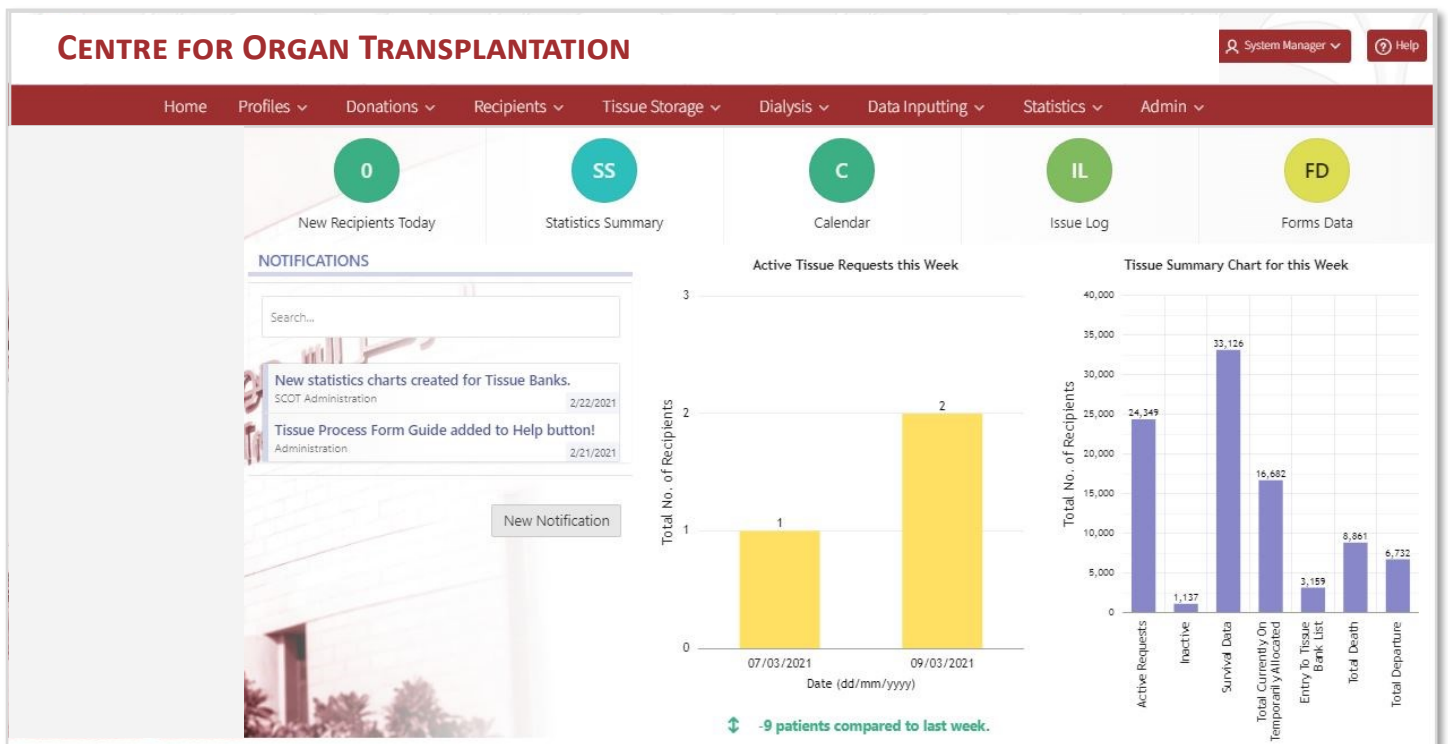 CENTRE FOR ORGAN TRANSPLANTATION
System Manager
Help
Home Profiles Donations Recipients Tissue Storage Dialysis Data Inputting Statistics Admin
0 SS C IL FD
New Recipients Today Statistics Summary Calendar Issue Log Forms Data
NOTIFICATIONS
Search...
New statistics charts created for Tissue Banks.
SCOT Administration 2/22/2021
Tissue Process Form Guide added to Help button!
Administration 2/21/2021
New Notification
Active Tissue Requests this Week
Total No. of Recipients
3
2
1
0
1
2
07/03/2021 09/03/2021
Date (dd/mm/yyyy)
-9 patients compared to last week.
Tissue Summary Chart for this Week
Total No. of Recipients
40,000
35,000
30,000
25,000
20,000
15,000
10,000
5,000
0
24,349
1,137
33,126
16,682
3,159
8,861
6,732
Active Requests
Inactive
Survival Data
Total Currently On
Temporarily Allocated
Entry To Tissue
Bank List
Total Death
Total Departure